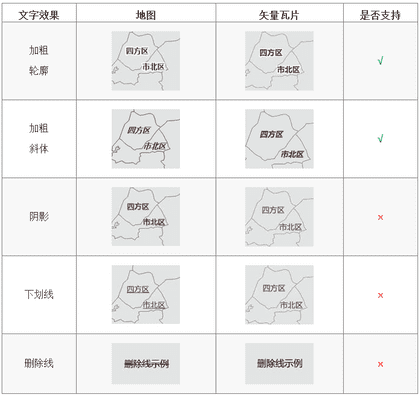 文字效果 地图 矢量瓦片 是否支持
加粗
轮廓
四方区
市北区
四方区
市北区
√
加粗
斜体
四方区
市北区
四方区
市北区
√
阴影
四方区
市北区
四方区
市北区
×
下划线
四方区
市北区
四方区
市北区
×
删除线 删除线示例 删除线示例 ×